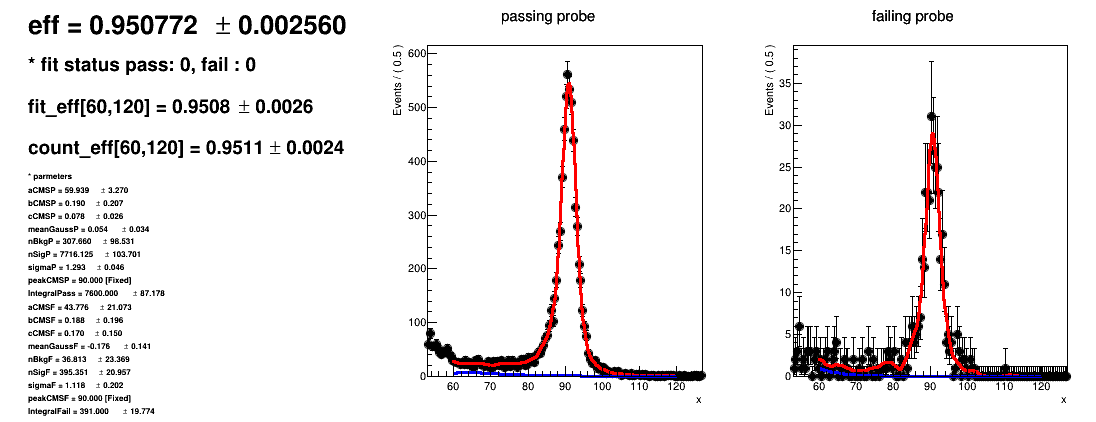 eff = 0.950772 ± 0.002560
* fit status pass: 0, fail : 0
fit_eff[60,120] = 0.9508 ± 0.0026
count_eff[60,120] = 0.9511 ± 0.0024
* parmeters
aCMSP = 59.939 ± 3.270
bCMSP = 0.190 ± 0.207
cCMSP = 0.078 ± 0.026
meanGaussP = 0.054 ± 0.034
nBkgP = 307.660 ± 98.531
nSigP = 7716.125 ± 103.701
sigmaP = 1.293 ± 0.046
peakCMSP = 90.000 [Fixed]
IntegralPass = 7600.000 ± 87.178
aCMSF = 43.776 ± 21.073
bCMSF = 0.188 ± 0.196
cCMSF = 0.170 ± 0.150
meanGaussF = -0.176 ± 0.141
nBkgF = 36.813 ± 23.369
nSigF = 395.351 ± 20.957
sigmaF = 1.118 ± 0.202
peakCMSF = 90.000 [Fixed]
IntegralFail = 391.000 ± 19.774
passing probe
Events / ( 0.5 )
600
500
400
300
200
100
0
60 70 80 90 100 110 120
x
failing probe
Events / ( 0.5 )
35
30
25
20
15
10
5
0
60 70 80 90 100 110 120
x